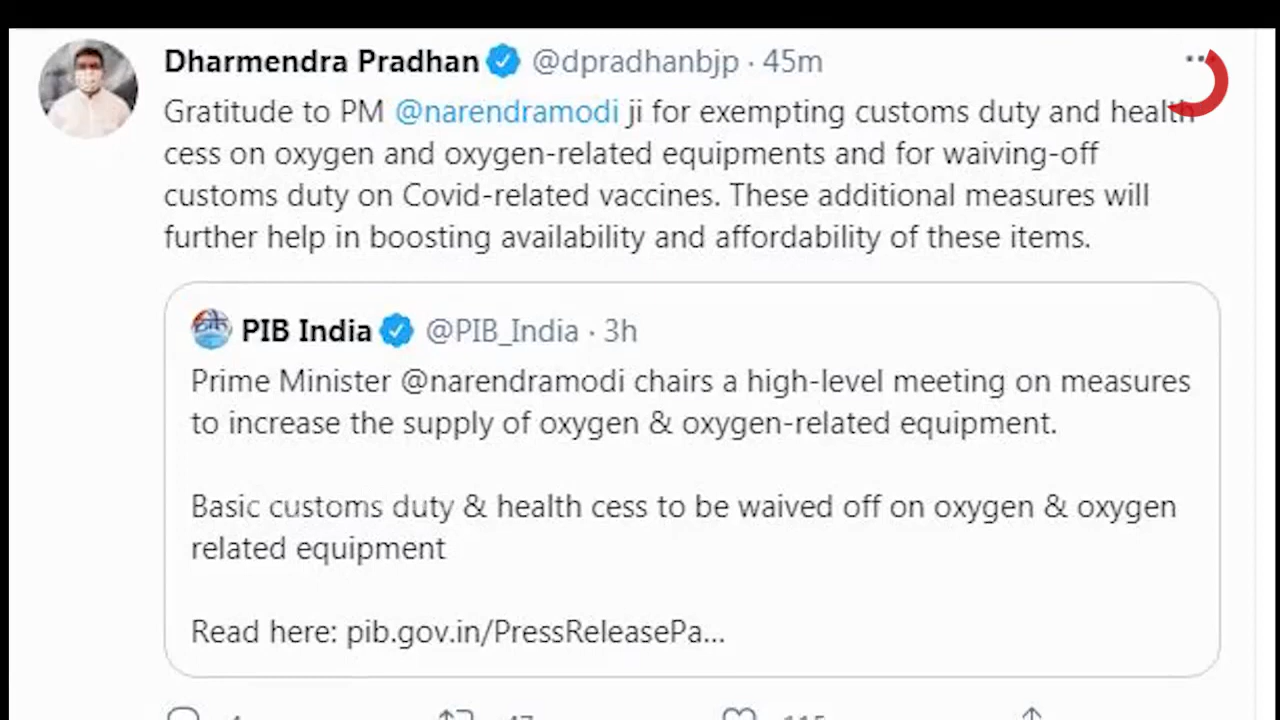 Dharmendra Pradhan @dpradhanbjp · 45m
Gratitude to PM @narendramodi ji for exempting customs duty and health
cess on oxygen and oxygen-related equipments and for waiving-off
customs duty on Covid-related vaccines. These additional measures will
further help in boosting availability and affordability of these items.
PIB India @PIB_India · 3h
Prime Minister @narendramodi chairs a high-level meeting on measures
to increase the supply of oxygen & oxygen-related equipment.
Basic customs duty & health cess to be waived off on oxygen & oxygen
related equipment
Read here: pib.gov.in/PressReleasePa...